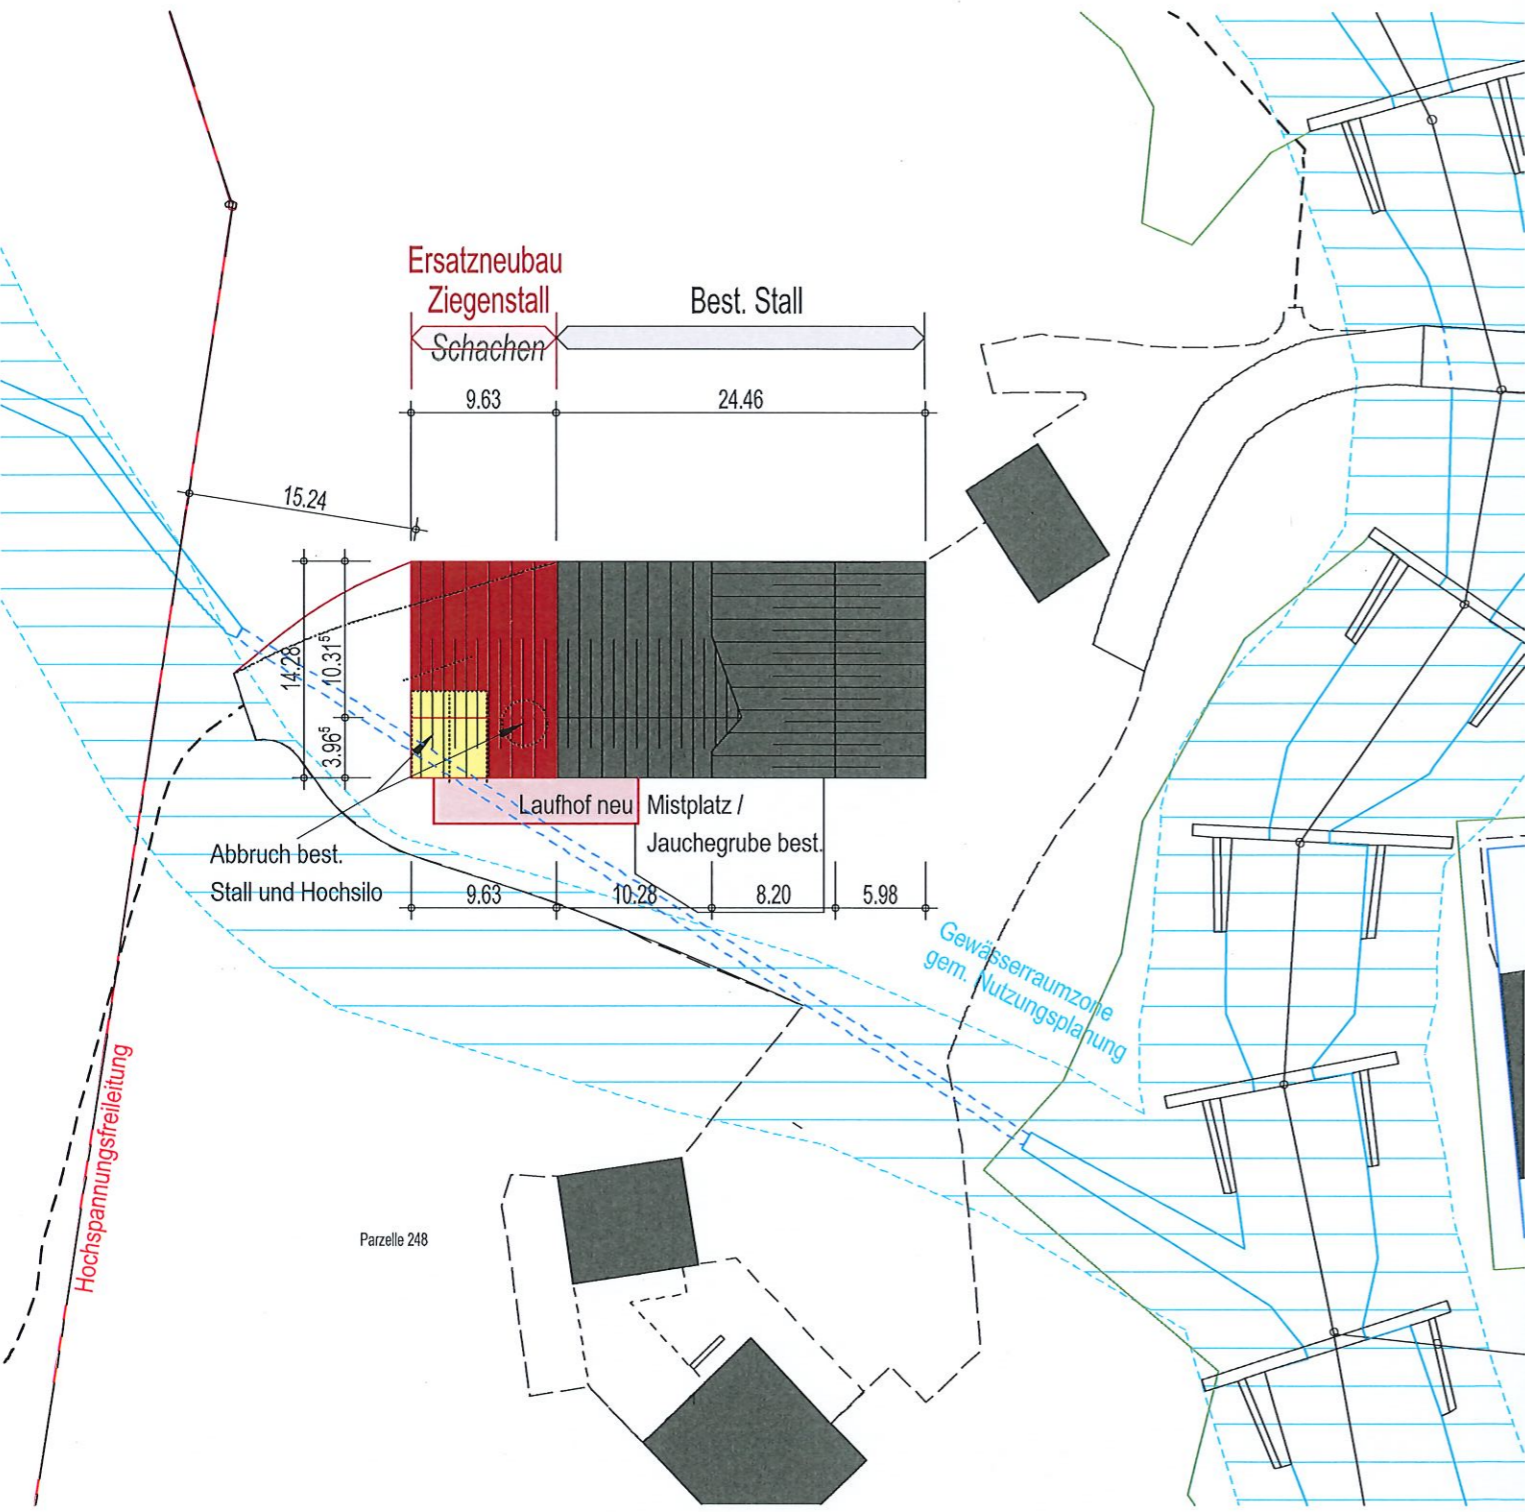 Ersatzneubau
Ziegenstall
Best. Stall
Schachen
9.63
24.46
15.24
14.28
10.31⁵
3.96⁵
Laufhof neu
Mistplatz /
Jauchegrube best.
Abbruch best.
Stall und Hochsilo
9.63
10.28
8.20
5.98
Gewässerraumzone
gem. Nutzungsplanung
Hochspannungsfreileitung
Parzelle 248